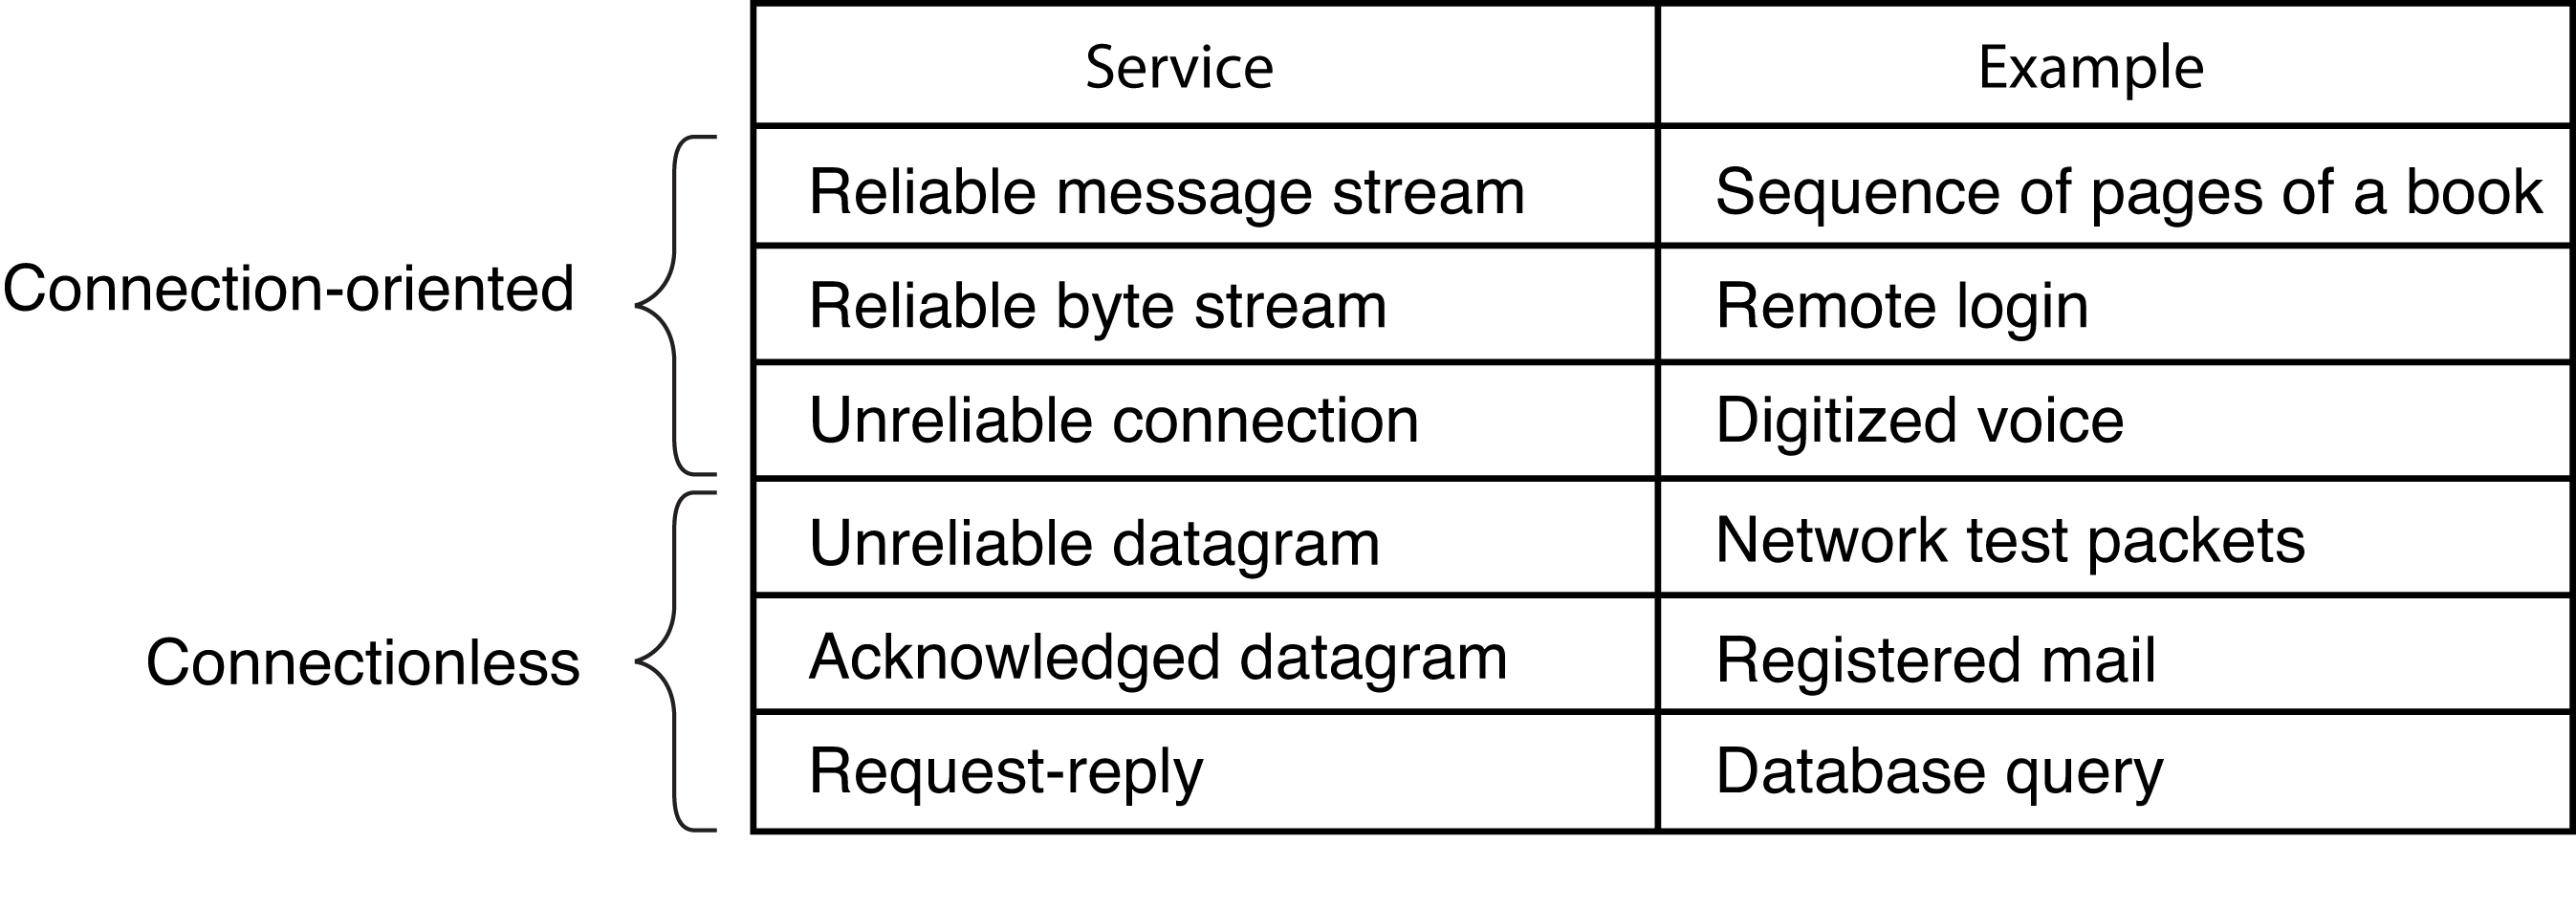 Service Example
Reliable message stream Sequence of pages of a book
Connection-oriented Reliable byte stream Remote login
Unreliable connection Digitized voice
Unreliable datagram Network test packets
Connectionless Acknowledged datagram Registered mail
Request-reply Database query